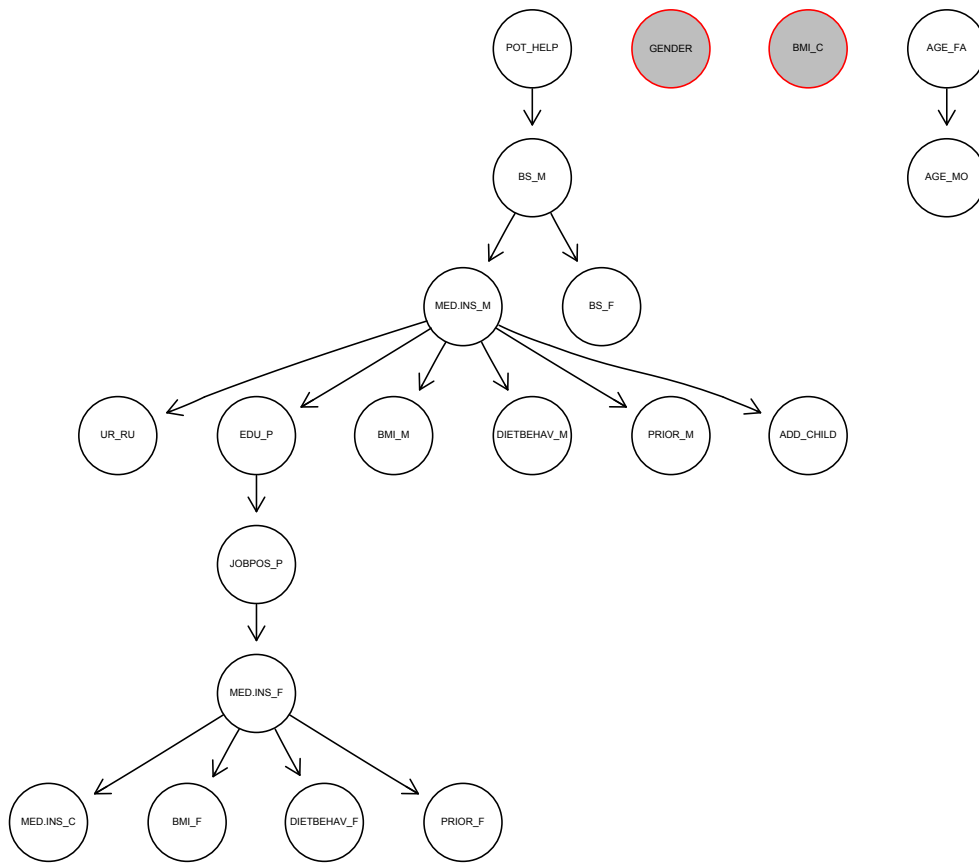 POT_HELP
GENDER
BMI_C
AGE_FA
BS_M
AGE_MO
MED.INS_M
BS_F
UR_RU
EDU_P
BMI_M
DIETBEHAV_M
PRIOR_M
ADD_CHILD
JOBPOS_P
MED.INS_F
MED.INS_C
BMI_F
DIETBEHAV_F
PRIOR_F